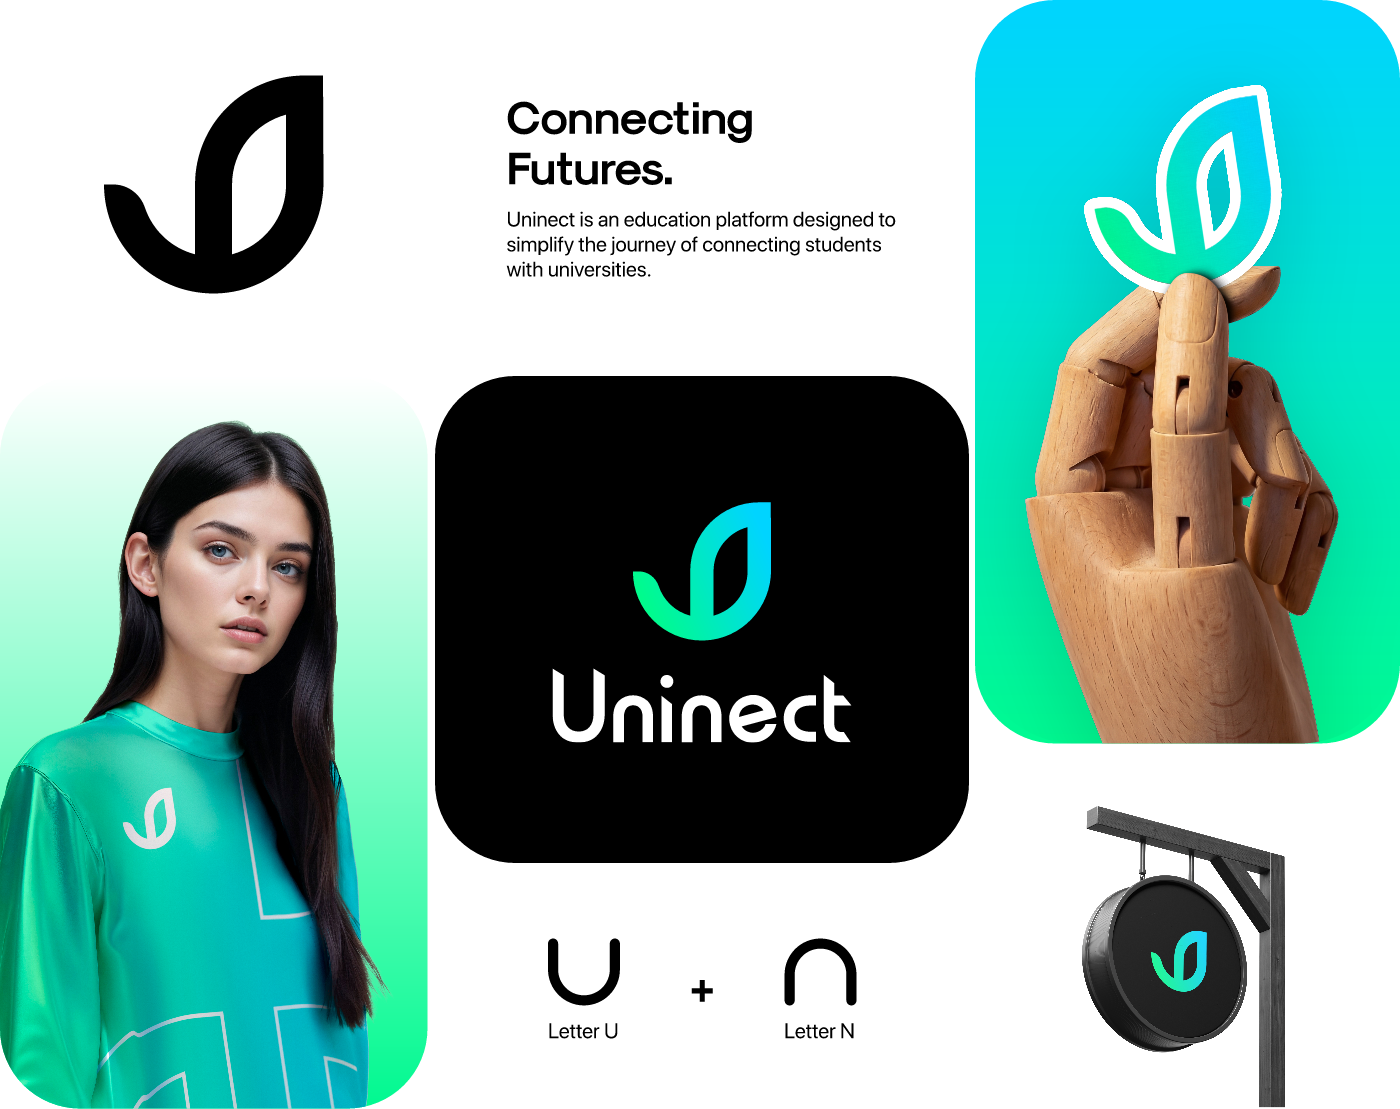 Connecting
Futures.
Uninect is an education platform designed to
simplify the journey of connecting students
with universities.
Uninect
+
Letter U
Letter N